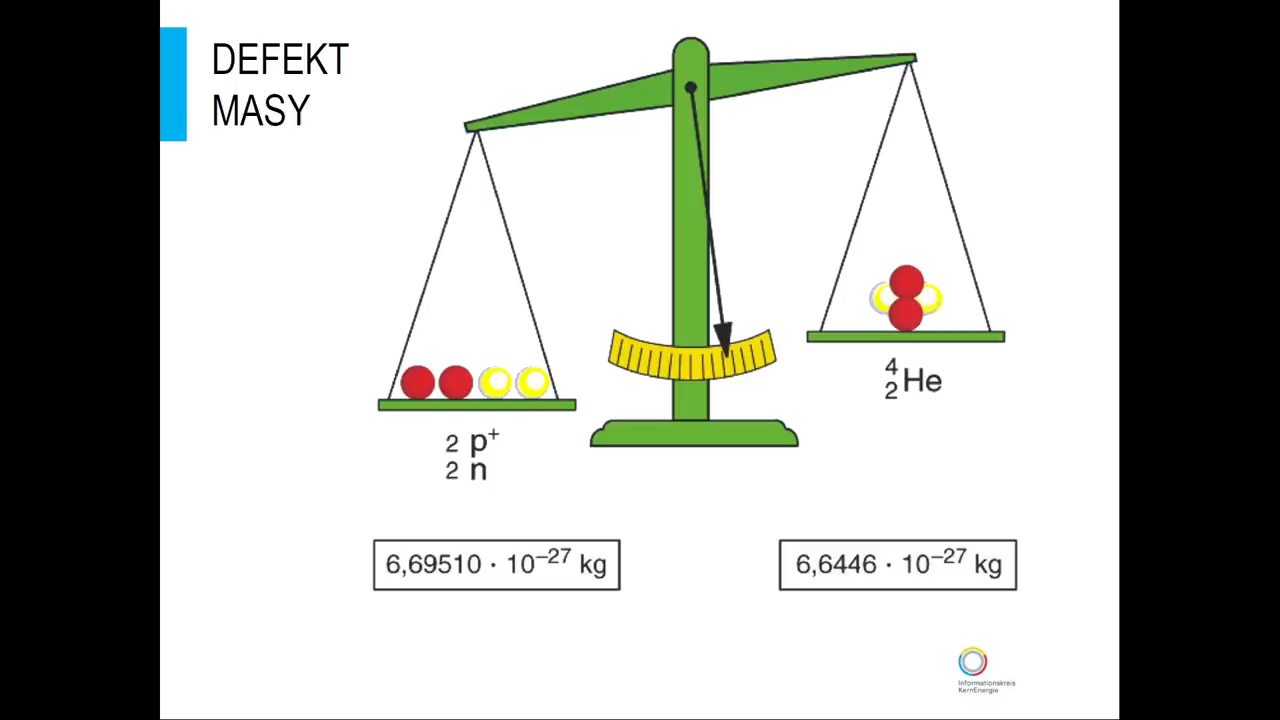 DEFEKT
MASY
2 p⁺
2 n
⁴₂He
6,69510 · 10⁻²⁷ kg
6,6446 · 10⁻²⁷ kg
Informationskreis
KernEnergie